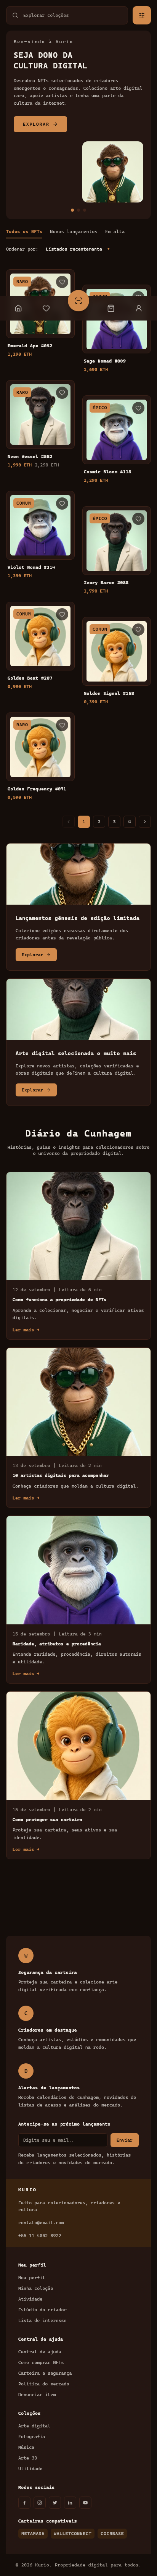 Explorar coleções
Bem-vindo à Kurio
SEJA DONO DA
CULTURA DIGITAL
Descubra NFTs selecionados de criadores
emergentes e consagrados. Colecione arte digital
rara, apoie artistas e tenha uma parte da
cultura da internet.
EXPLORAR →
Todos os NFTs
Novos lançamentos
Em alta
Ordenar por:
Listados recentemente
RARO
Emerald Ape #042
1,190 ETH
Sage Nomad #009
1,690 ETH
RARO
Neon Vessel #552
1,990 ETH 2,390 ETH
ÉPICO
Cosmic Bloom #118
1,290 ETH
COMUM
Violet Nomad #314
1,390 ETH
ÉPICO
Ivory Baron #088
1,790 ETH
COMUM
Golden Beat #207
0,990 ETH
COMUM
Golden Signal #160
0,390 ETH
RARO
Golden Frequency #071
0,590 ETH
1
2
3
4
Lançamentos gênesis de edição limitada
Colecione edições escassas diretamente dos
criadores antes da revelação pública.
Explorar →
Arte digital selecionada e muito mais
Explore novos artistas, coleções verificadas e
obras digitais que definem a cultura digital.
Explorar →
Diário da Cunhagem
Histórias, guias e insights para colecionadores sobre
o universo da propriedade digital.
12 de setembro | Leitura de 6 min
Como funciona a propriedade de NFTs
Aprenda a colecionar, negociar e verificar ativos
digitais.
Ler mais →
13 de setembro | Leitura de 2 min
10 artistas digitais para acompanhar
Conheça criadores que moldam a cultura digital.
Ler mais →
15 de setembro | Leitura de 3 min
Raridade, atributos e procedência
Entenda raridade, procedência, direitos autorais
e utilidade.
Ler mais →
15 de setembro | Leitura de 2 min
Como proteger sua carteira
Proteja sua carteira, seus ativos e sua
identidade.
Ler mais →
W
Segurança da carteira
Proteja sua carteira e colecione arte
digital verificada com confiança.
C
Criadores em destaque
Conheça artistas, estúdios e comunidades que
moldam a cultura digital na rede.
D
Alertas de lançamentos
Receba calendários de cunhagem, novidades de
listas de acesso e análises do mercado.
Antecipe-se ao próximo lançamento
Digite seu e-mail...
Enviar
Receba lançamentos selecionados, histórias
de criadores e novidades do mercado.
KURIO
Feito para colecionadores, criadores e
cultura
contato@email.com
+55 11 4002 8922
Meu perfil
Meu perfil
Minha coleção
Atividade
Estúdio do criador
Lista de interesse
Central de ajuda
Central de ajuda
Como comprar NFTs
Carteira e segurança
Política do mercado
Denunciar item
Coleções
Arte digital
Fotografia
Música
Arte 3D
Utilidade
Redes sociais
Carteiras compatíveis
METAMASK
WALLETCONNECT
COINBASE
© 2026 Kurio. Propriedade digital para todos.